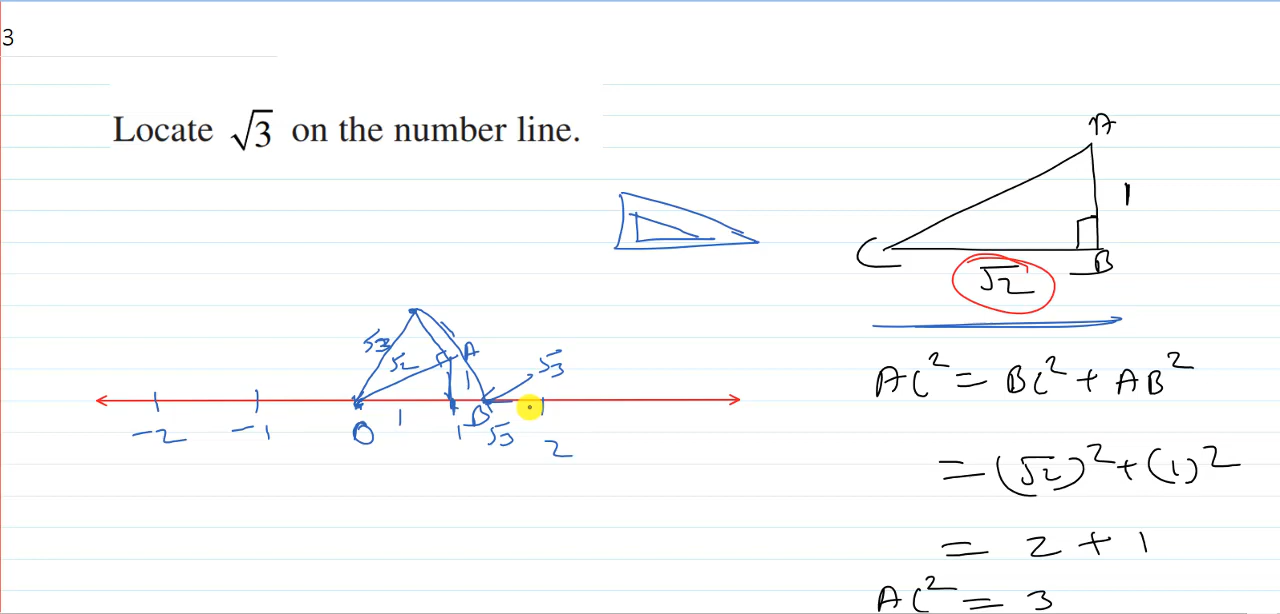 3
Locate √3 on the number line.
A
1
C
B
√2
√3
√2
A
1
√3
-2
-1
0
1
1
B
√3
2
AC² = BC² + AB²
= (√2)² + (1)²
= 2 + 1
AC² = 3